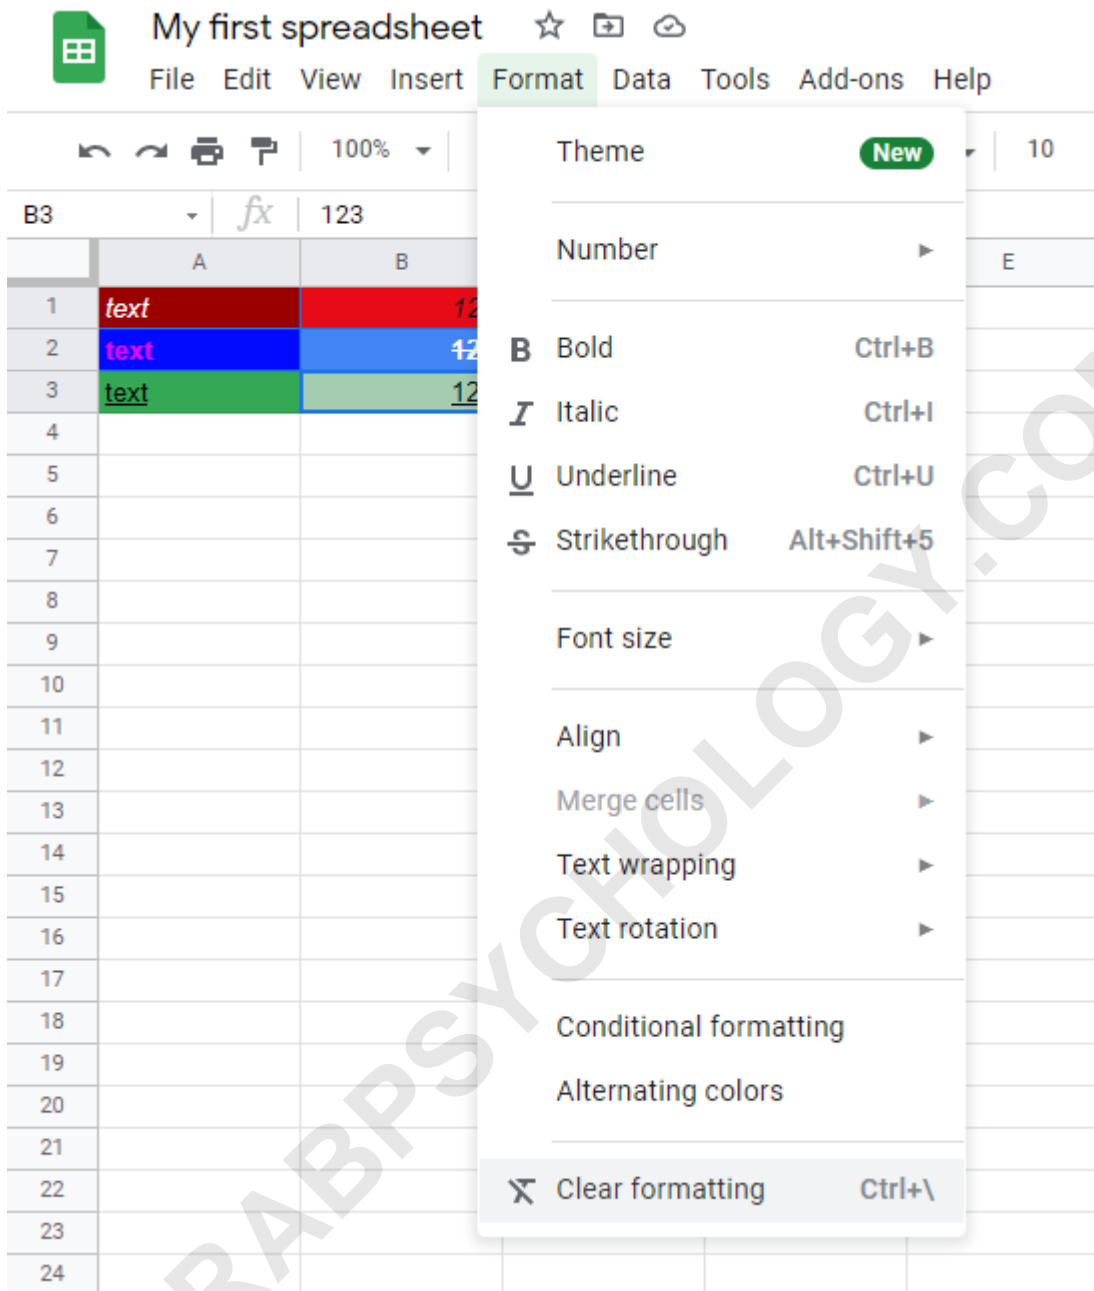 My first spreadsheet
File Edit View Insert Format Data Tools Add-ons Help
100% 10
Theme New
B3 fx 123
Number
A B E
1 text 12
2 text 12
3 text 12
4
5
6
7
8
9
10
11
12
13
14
15
16
17
18
19
20
21
22
23
24
B Bold Ctrl+B
I Italic Ctrl+I
U Underline Ctrl+U
S Strikethrough Alt+Shift+5
Font size
Align
Merge cells
Text wrapping
Text rotation
Conditional formatting
Alternating colors
Clear formatting Ctrl+\
RABPSYCHOLOGY.CO